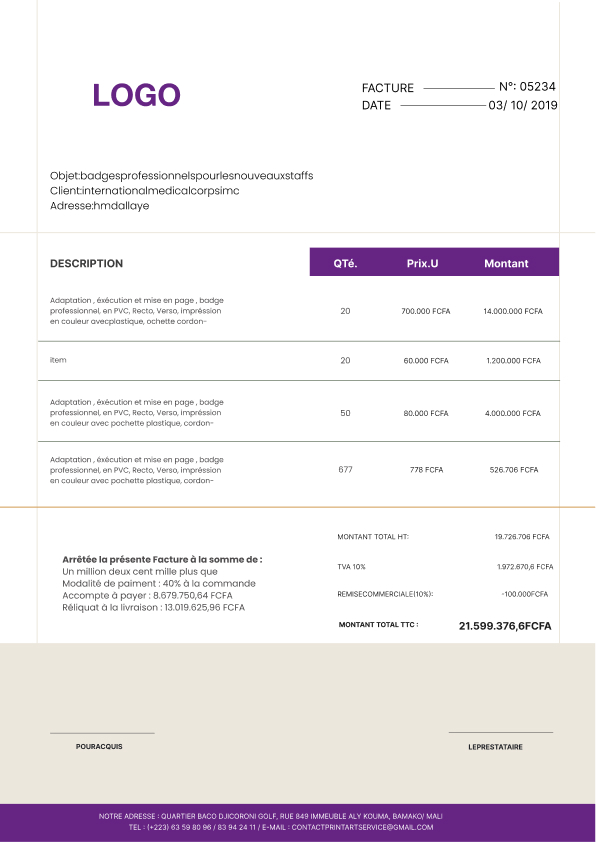 LOGO
FACTURE N°: 05234
DATE 03/ 10/ 2019
Objet:badgesprofessionnelspourlesnouveauxstaffs
Client:internationalmedicalcorpsimc
Adresse:hmdallaye
DESCRIPTION QTé. Prix.U Montant
Adaptation , éxécution et mise en page , badge
professionnel, en PVC, Recto, Verso, impréssion
en couleur avecplastique, ochette cordon-
20 700.000 FCFA 14.000.000 FCFA
item 20 60.000 FCFA 1.200.000 FCFA
Adaptation , éxécution et mise en page , badge
professionnel, en PVC, Recto, Verso, impréssion
en couleur avec pochette plastique, cordon-
50 80.000 FCFA 4.000.000 FCFA
Adaptation , éxécution et mise en page , badge
professionnel, en PVC, Recto, Verso, impréssion
en couleur avec pochette plastique, cordon-
677 778 FCFA 526.706 FCFA
MONTANT TOTAL HT: 19.726.706 FCFA
TVA 10% 1.972.670,6 FCFA
REMISECOMMERCIALE(10%): -100.000FCFA
MONTANT TOTAL TTC : 21.599.376,6FCFA
Arrêtée la présente Facture à la somme de :
Un million deux cent mille plus que
Modalité de paiment : 40% à la commande
Accompte á payer : 8.679.750,64 FCFA
Réliquat à la livraison : 13.019.625,96 FCFA
POURACQUIS LEPRESTATAIRE
NOTRE ADRESSE : QUARTIER BACO DJICORONI GOLF, RUE 849 IMMEUBLE ALY KOUMA, BAMAKO/ MALI
TEL : (+223) 63 59 80 96 / 83 94 24 11 / E-MAIL : CONTACTPRINTARTSERVICE@GMAIL.COM